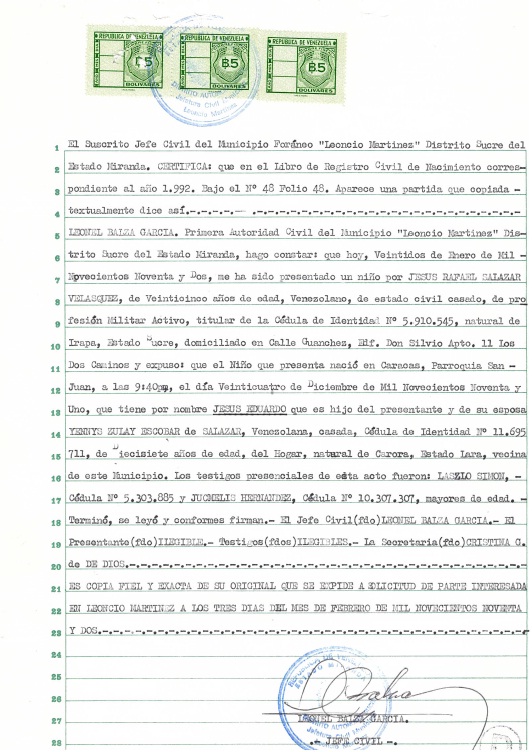 REPUBLICA DE VENEZUELA REPUBLICA DE VENEZUELA REPUBLICA DE VENEZUELA
B5 B5 B5
BOLIVARES BOLIVARES BOLIVARES
Jefatura Civil
Leoncio Martínez
1 El Suscrito Jefe Civil del Municipio Foráneo "Leoncio Martinez" Distrito Sucre del
2 Estado Miranda. CERTIFICA: que en el Libro de Registro Civil de Nacimiento corres-
3 pondiente al año 1.992. Bajo el Nº 48 Folio 48. Aparece una partida que copiada -
4 textualmente dice así.-.-.-.-.- .-.-.-.-.-.-.-.-.-.-.-.-.-.-.-.-.-.-.-.-.-.-.-.-
5 LEONEL BALZA GARCIA. Primera Autoridad Civil del Municipio "Leoncio Martinez" Dis-
6 trito Sucre del Estado Miranda, hago constar: que hoy, Veintidos de Enero de Mil -
7 Novecientos Noventa y Dos, me ha sido presentado un niño por JESUS RAFAEL SALAZAR
8 VELASQUEZ, de Veinticinco años de edad, Venezolano, de estado civil casado, de pro
9 fesión Militar Activo, titular de la Cédula de Identidad Nº 5.910.545, natural de
10 Irapa, Estado Sucre, domiciliado en Calle Guanchez, Edf. Don Silvio Apto. 11 Los
11 Dos Caminos y expuso: que el Niño que presenta nació en Caracas, Parroquia San -
12 Juan, a las 9:40pm, el día Veinticuatro de Diciembre de Mil Novecientos Noventa y
13 Uno, que tiene por nombre JESUS EDUARDO que es hijo del presentante y de su esposa
14 YENNYS ZULAY ESCOBAR de SALAZAR, Venezolana, casada, Cédula de Identidad Nº 11.695
15 711, de Diecisiete años de edad, del Hogar, natural de Carora, Estado Lara, vecina
16 de este Municipio. Los testigos presenciales de esta acto fueron: LASZLO SIMON, -
17 Cédula Nº 5.303.885 y JUCMELIS HERNANDEZ, Cédula Nº 10.307.307, mayores de edad. -
18 Terminó, se leyó y conformes firman.- El Jefe Civil(fdo)LEONEL BALZA GARCIA.- El
19 Presentante(fdo)ILEGIBLE.- Testigos(fdos)ILEGIBLES.- La Secretaria(fdo)CRISTINA G.
20 de DE DIOS.-.-.-.-.-.-.-.-.-.-.-.-.-.-.-.-.-.-.-.-.-.-.-.-.-.-.-.-.-.-.-.-.-.-
21 ES COPIA FIEL Y EXACTA DE SU ORIGINAL QUE SE EXPIDE A SOLICITUD DE PARTE INTERESADA
22 EN LEONCIO MARTINEZ A LOS TRES DIAS DEL MES DE FEBRERO DE MIL NOVECIENTOS NOVENTA
23 Y DOS.-.-.-.-.-.-.-.-.-.-.-.-.-.-.-.-.-.-.-.-.-.-.-.-.-.-.-.-.-.-.-.-.-.-.-.-.-
24
25
26
27 LEONEL BALZA GARCIA.
28 .- JEFE CIVIL -.